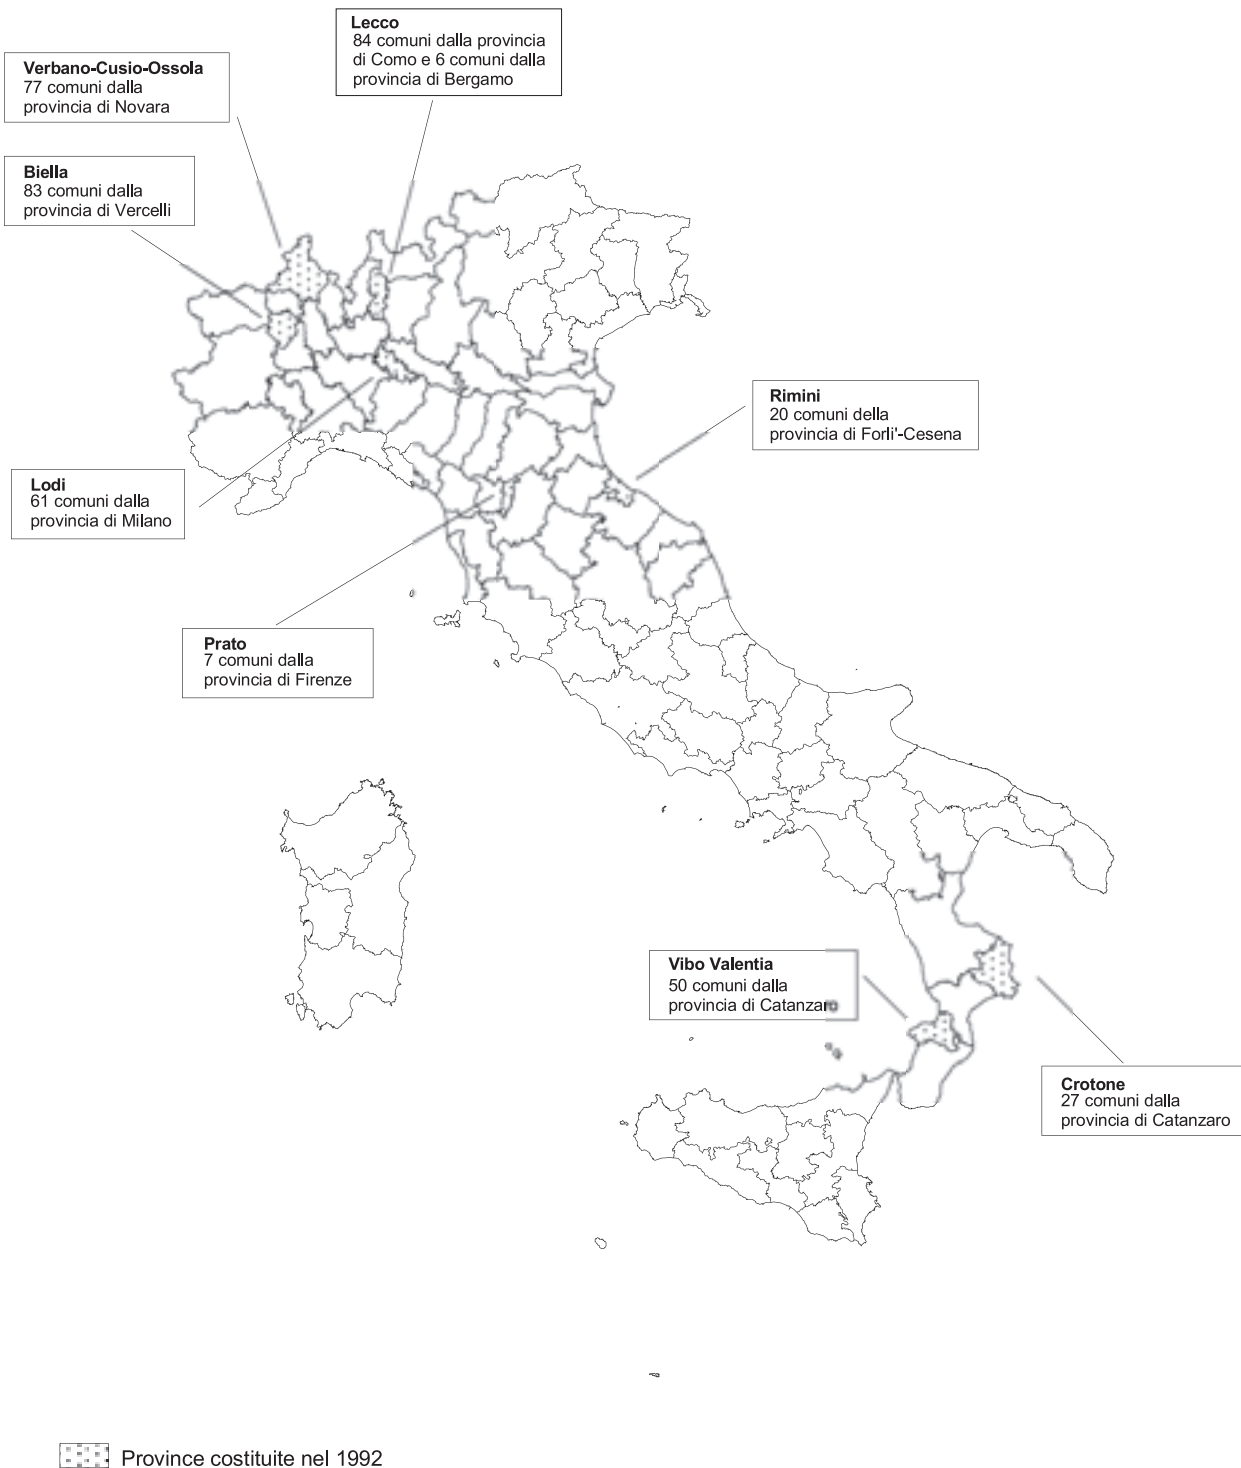 Lecco
84 comuni dalla provincia
di Como e 6 comuni dalla
provincia di Bergamo
Verbano-Cusio-Ossola
77 comuni dalla
provincia di Novara
Biella
83 comuni dalla
provincia di Vercelli
Rimini
20 comuni della
provincia di Forli'-Cesena
Lodi
61 comuni dalla
provincia di Milano
Prato
7 comuni dalla
provincia di Firenze
Vibo Valentia
50 comuni dalla
provincia di Catanzaro
Crotone
27 comuni dalla
provincia di Catanzaro
Province costituite nel 1992